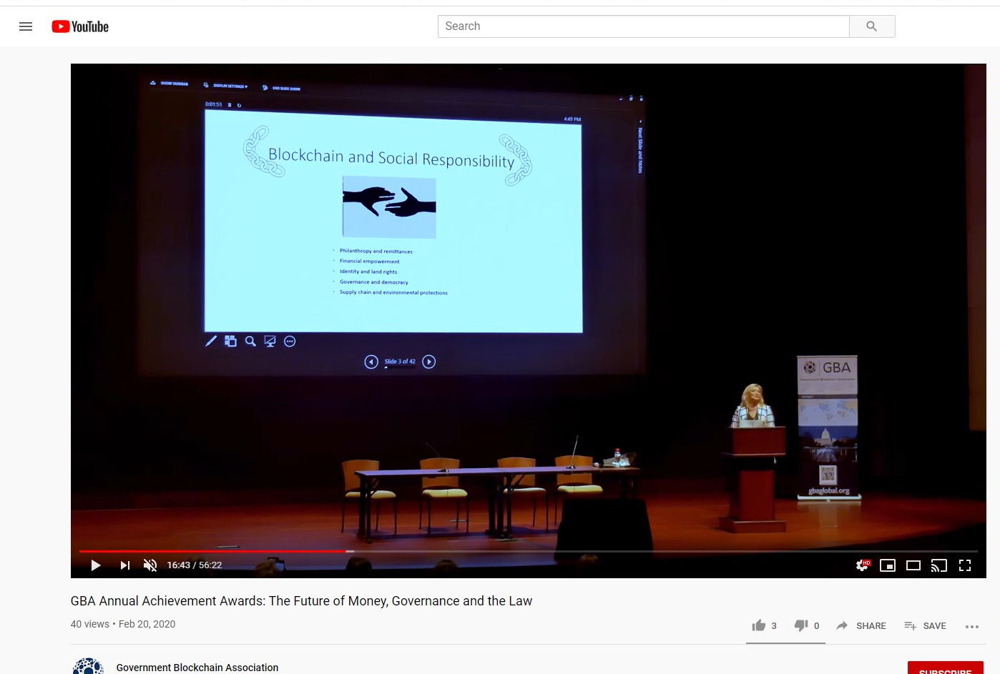 YouTube
Search
SHOW TASKBAR
DISPLAY SETTINGS ▾
END SLIDE SHOW
0:01:55
4:49 PM
Next Slide and Notes
Blockchain and Social Responsibility
· Philanthropy and remittances
· Financial empowerment
· Identity and land rights
· Governance and democracy
· Supply chain and environmental protections
Slide 3 of 42
GBA
Government Blockchain Association
gbaglobal.org
16:43 / 56:22
HD
GBA Annual Achievement Awards: The Future of Money, Governance and the Law
40 views • Feb 20, 2020
3
0
SHARE
SAVE
Government Blockchain Association
SUBSCRIBE